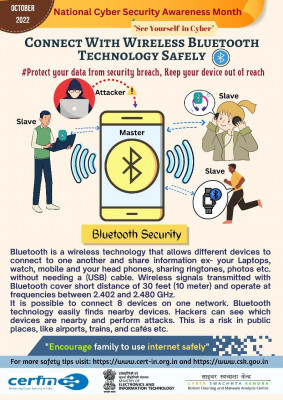 OCTOBER
2022
National Cyber Security Awareness Month
"See Yourself in Cyber"
CONNECT WITH WIRELESS BLUETOOTH
TECHNOLOGY SAFELY
#Protect your data from security breach, Keep your device out of reach
Attacker
Slave
Slave
Master
Slave
Bluetooth Security
Bluetooth is a wireless technology that allows different devices to
connect to one another and share information ex- your Laptops,
watch, mobile and your head phones, sharing ringtones, photos etc.
without needing a (USB) cable. Wireless signals transmitted with
Bluetooth cover short distance of 30 feet (10 meter) and operate at
frequencies between 2.402 and 2.480 GHz.
It is possible to connect 8 devices on one network. Bluetooth
technology easily finds nearby devices. Hackers can see which
devices are nearby and perform attacks. This is a risk in public
places, like airports, trains, and cafés etc.
"Encourage family to use internet safely"
For more safety tips visit: https://www.cert-in.org.in and https://www.csk.gov.in
MINISTRY OF
ELECTRONICS AND
INFORMATION TECHNOLOGY
CYBER SWACHHTA KENDRA
Botnet Cleaning and Malware Analysis Centre